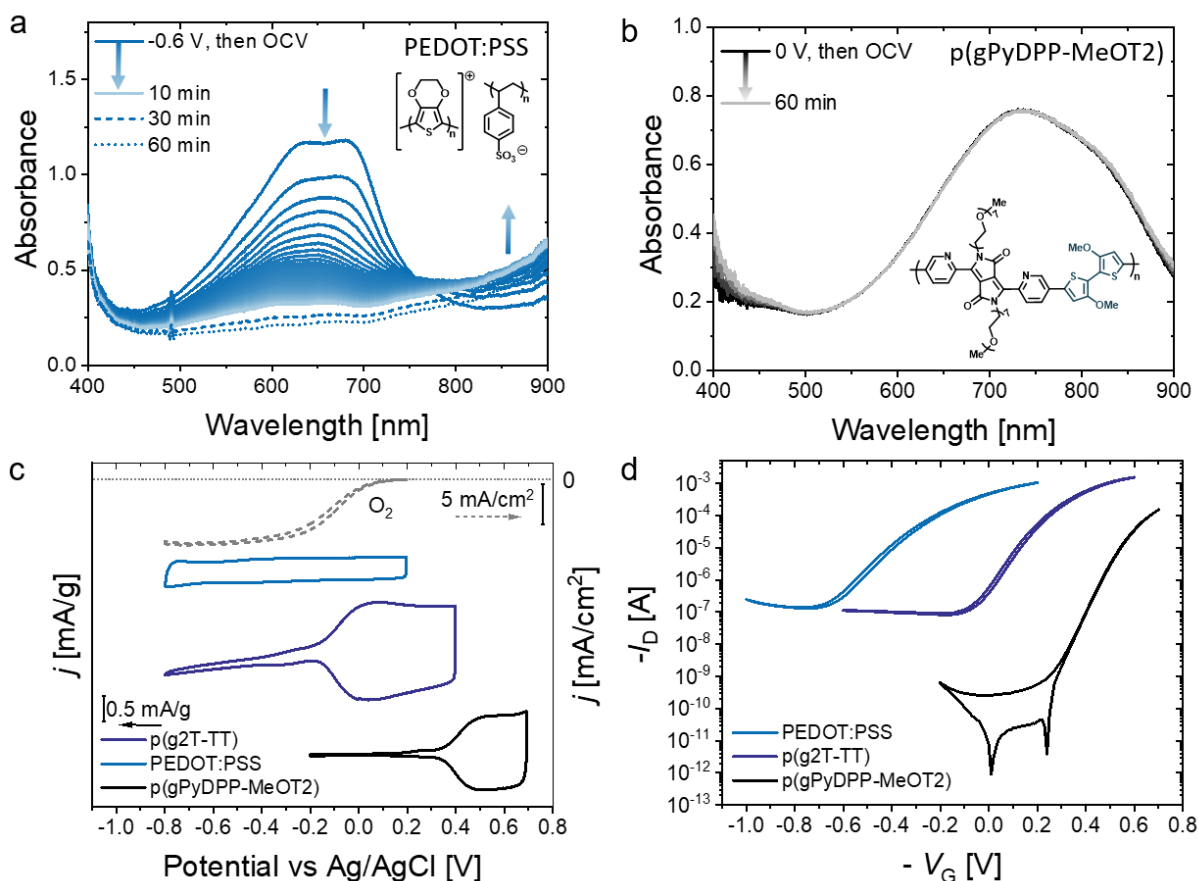 a
-0.6 V, then OCV
10 min
30 min
60 min
PEDOT:PSS
O O
S
n
⊕
n
SO₃⊖
Absorbance
1.5
1.0
0.5
0.0
400 500 600 700 800 900
Wavelength [nm]
b
0 V, then OCV
60 min
p(gPyDPP-MeOT2)
Me
O
7
N
O
N
N
O
N
MeO
S
S
OMe
n
7
O
Me
Absorbance
1.0
0.8
0.6
0.4
0.2
0.0
400 500 600 700 800 900
Wavelength [nm]
c
O₂
5 mA/cm²
0
j [mA/g]
j [mA/cm²]
0.5 mA/g
p(g2T-TT)
PEDOT:PSS
p(gPyDPP-MeOT2)
-1.0 -0.8 -0.6 -0.4 -0.2 0.0 0.2 0.4 0.6 0.8
Potential vs Ag/AgCl [V]
d
-I_D [A]
10⁻³
10⁻⁴
10⁻⁵
10⁻⁶
10⁻⁷
10⁻⁸
10⁻⁹
10⁻¹⁰
10⁻¹¹
10⁻¹²
10⁻¹³
PEDOT:PSS
p(g2T-TT)
p(gPyDPP-MeOT2)
-1.0 -0.8 -0.6 -0.4 -0.2 0.0 0.2 0.4 0.6 0.8
- V_G [V]